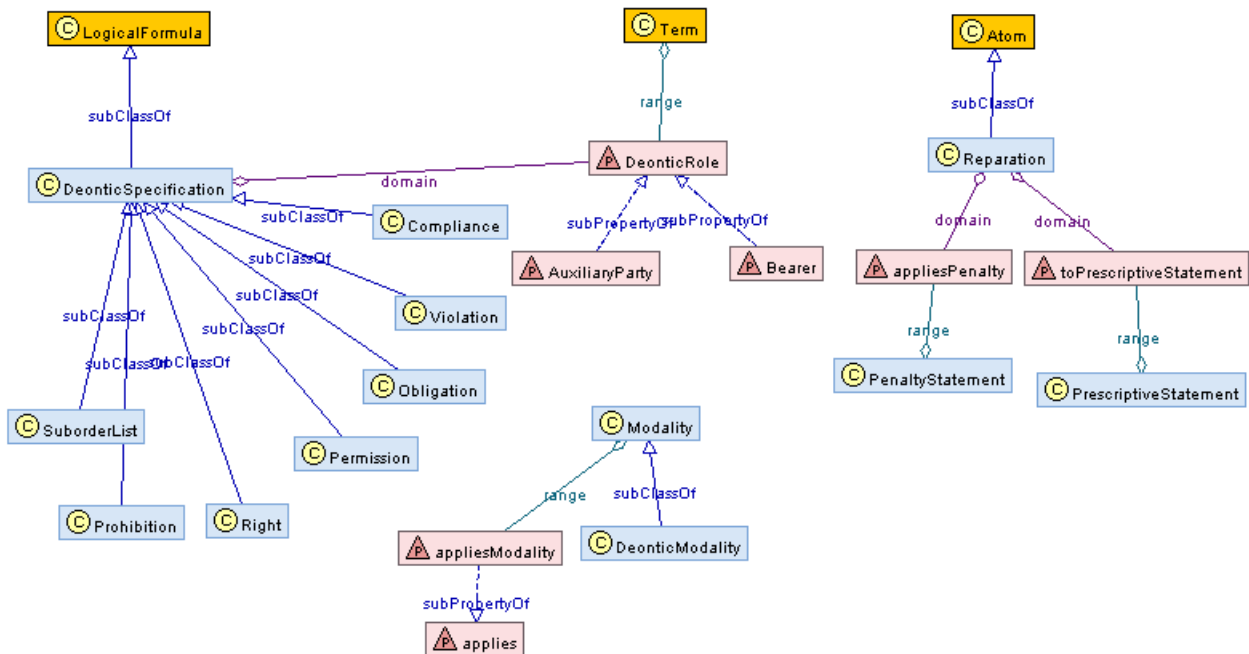 C LogicalFormula
C Term
C Atom
subClassOf
range
subClassOf
P DeonticRole
C Reparation
C DeonticSpecification
domain
subClassOf
C Compliance
subPropertyOf
subPropertyOf
domain
domain
P AuxiliaryParty
P Bearer
P appliesPenalty
P toPrescriptiveStatement
subClassOf
C Violation
subClassOf
subClassOf
range
range
subClassOf
subClassOf
C Obligation
C PenaltyStatement
C PrescriptiveStatement
C SuborderList
C Modality
C Permission
range
subClassOf
C Prohibition
C Right
P appliesModality
C DeonticModality
subPropertyOf
P applies